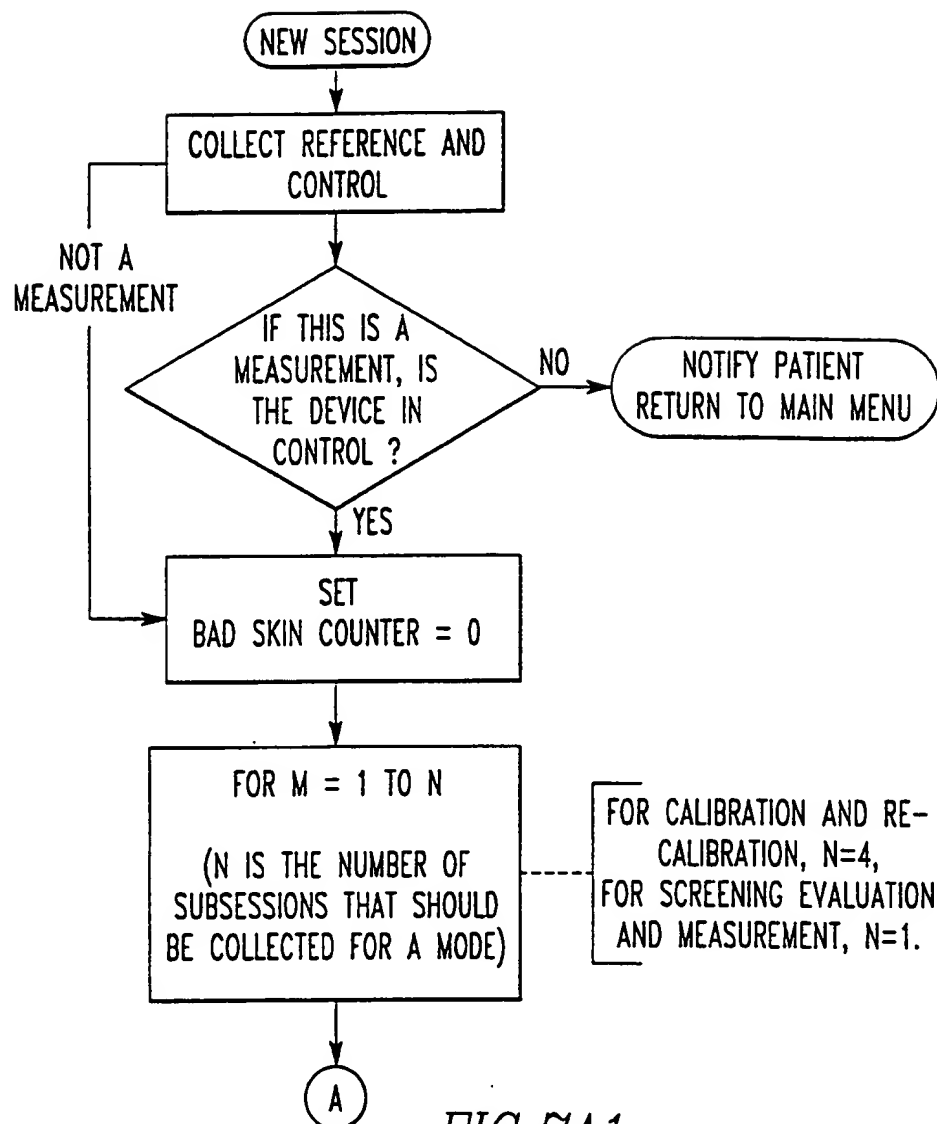 NEW SESSION
COLLECT REFERENCE AND
CONTROL
NOT A
MEASUREMENT
IF THIS IS A
MEASUREMENT, IS
THE DEVICE IN
CONTROL ?
NO
NOTIFY PATIENT
RETURN TO MAIN MENU
YES
SET
BAD SKIN COUNTER = 0
FOR M = 1 TO N
(N IS THE NUMBER OF
SUBSESSIONS THAT SHOULD
BE COLLECTED FOR A MODE)
FOR CALIBRATION AND RE-
CALIBRATION, N=4,
FOR SCREENING EVALUATION
AND MEASUREMENT, N=1.
A
FIG.7A1